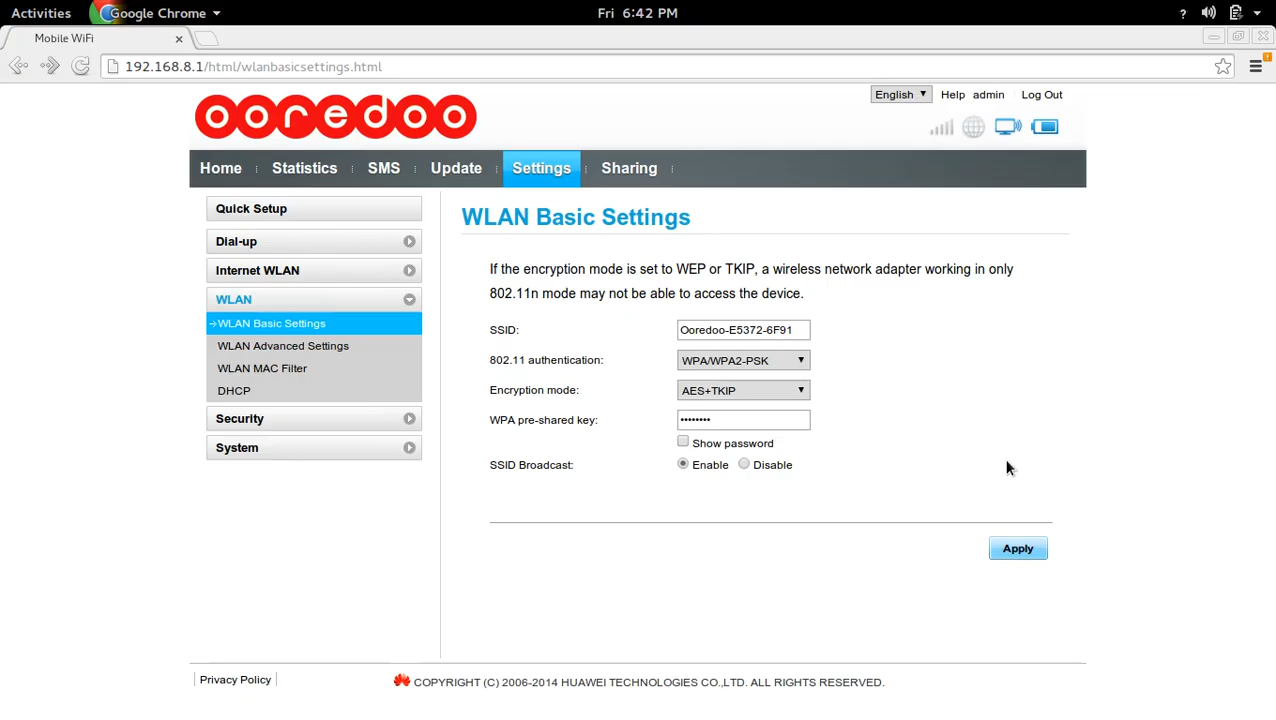 Activities Google Chrome Fri 6:42 PM ?
Mobile WiFi
192.168.8.1/html/wlanbasicsettings.html
ooredoo
English Help admin Log Out
Home Statistics SMS Update Settings Sharing
Quick Setup
Dial-up
Internet WLAN
WLAN
WLAN Basic Settings
WLAN Advanced Settings
WLAN MAC Filter
DHCP
Security
System
WLAN Basic Settings
If the encryption mode is set to WEP or TKIP, a wireless network adapter working in only
802.11n mode may not be able to access the device.
SSID: Ooredoo-E5372-6F91
802.11 authentication: WPA/WPA2-PSK
Encryption mode: AES+TKIP
WPA pre-shared key: ••••••••
Show password
SSID Broadcast: Enable Disable
Apply
Privacy Policy COPYRIGHT (C) 2006-2014 HUAWEI TECHNOLOGIES CO.,LTD. ALL RIGHTS RESERVED.